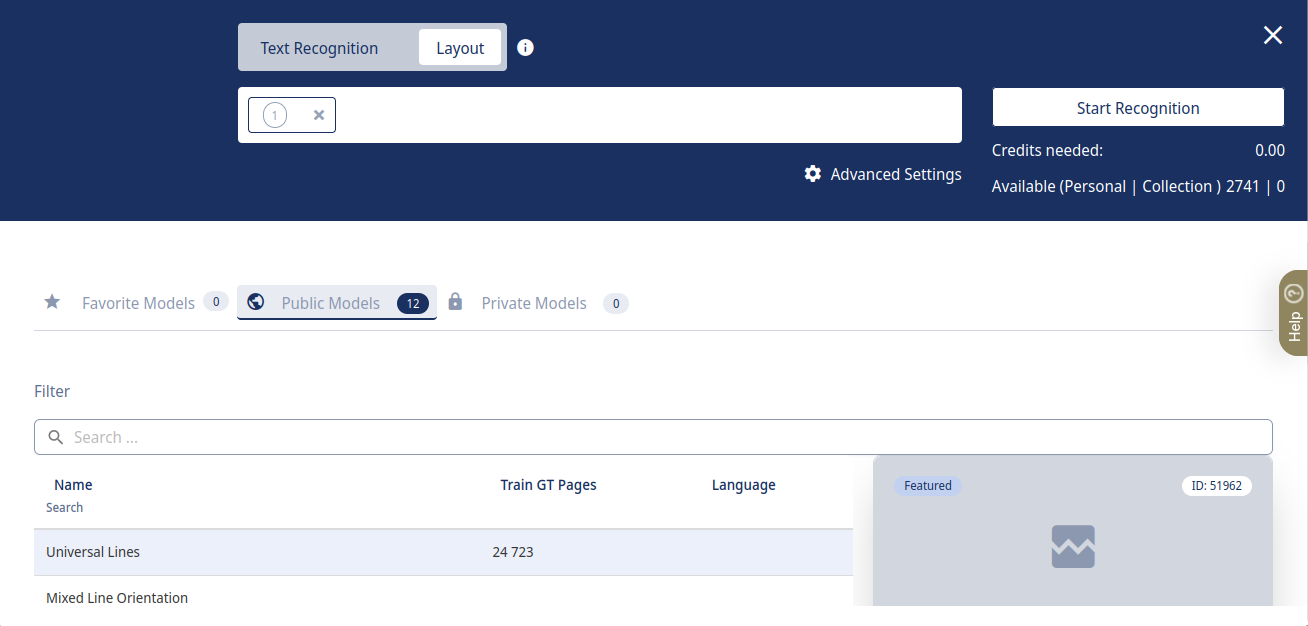 Text Recognition Layout
1
Start Recognition
Credits needed: 0.00
Advanced Settings
Available (Personal | Collection ) 2741 | 0
Favorite Models 0 Public Models 12 Private Models 0
Help
Filter
Search ...
Name Train GT Pages Language
Search
Featured ID: 51962
Universal Lines 24 723
Mixed Line Orientation